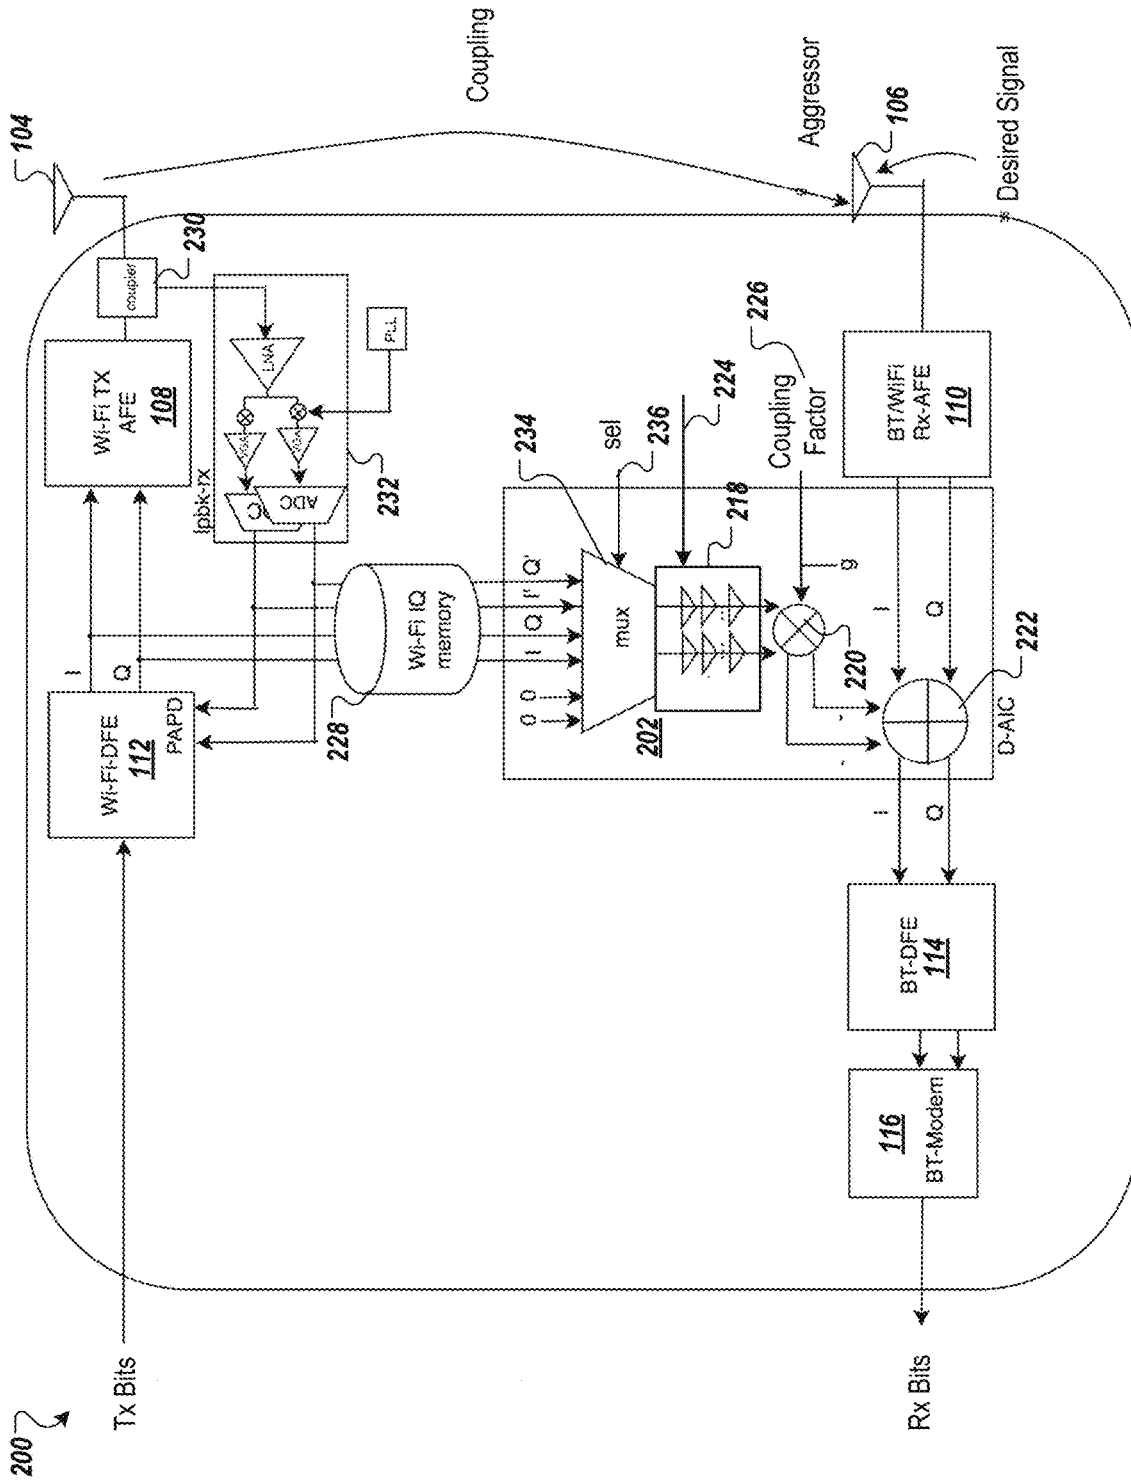 200
Tx Bits
Wi-Fi-DFE
112
PAPD
I
Q
Wi-Fi TX
AFE
108
coupler
230
104
lpbk-rx
LNA
ADC
PLL
232
Coupling
Wi-Fi IQ
memory
228
0
0
I
Q
I'
Q'
234
mux
sel
236
202
224
218
Coupling
Factor
226
g
220
Aggressor
106
Desired Signal
BT/WiFi
Rx-AFE
110
I
Q
222
D-AIC
I
Q
BT-DFE
114
116
BT-Modem
Rx Bits